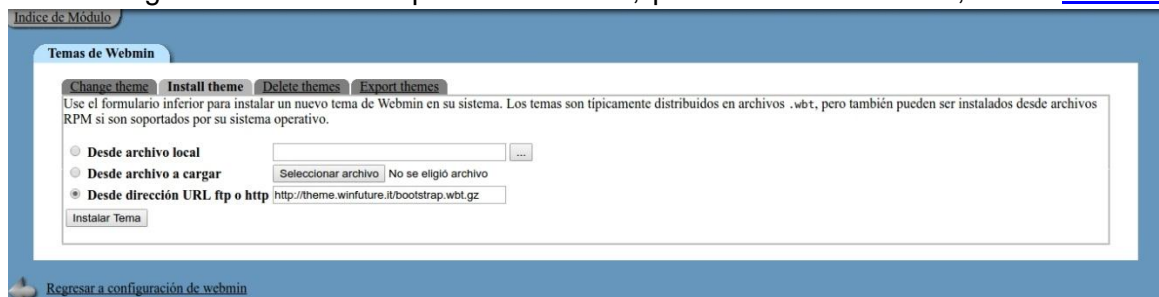 Indice de Módulo
Temas de Webmin
Change theme Install theme Delete themes Export themes
Use el formulario inferior para instalar un nuevo tema de Webmin en su sistema. Los temas son típicamente distribuidos en archivos .wbt, pero también pueden ser instalados desde archivos
RPM si son soportados por su sistema operativo.
Desde archivo local ...
Desde archivo a cargar Seleccionar archivo No se eligió archivo
Desde dirección URL ftp o http http://theme.winfuture.it/bootstrap.wbt.gz
Instalar Tema
Regresar a configuración de webmin